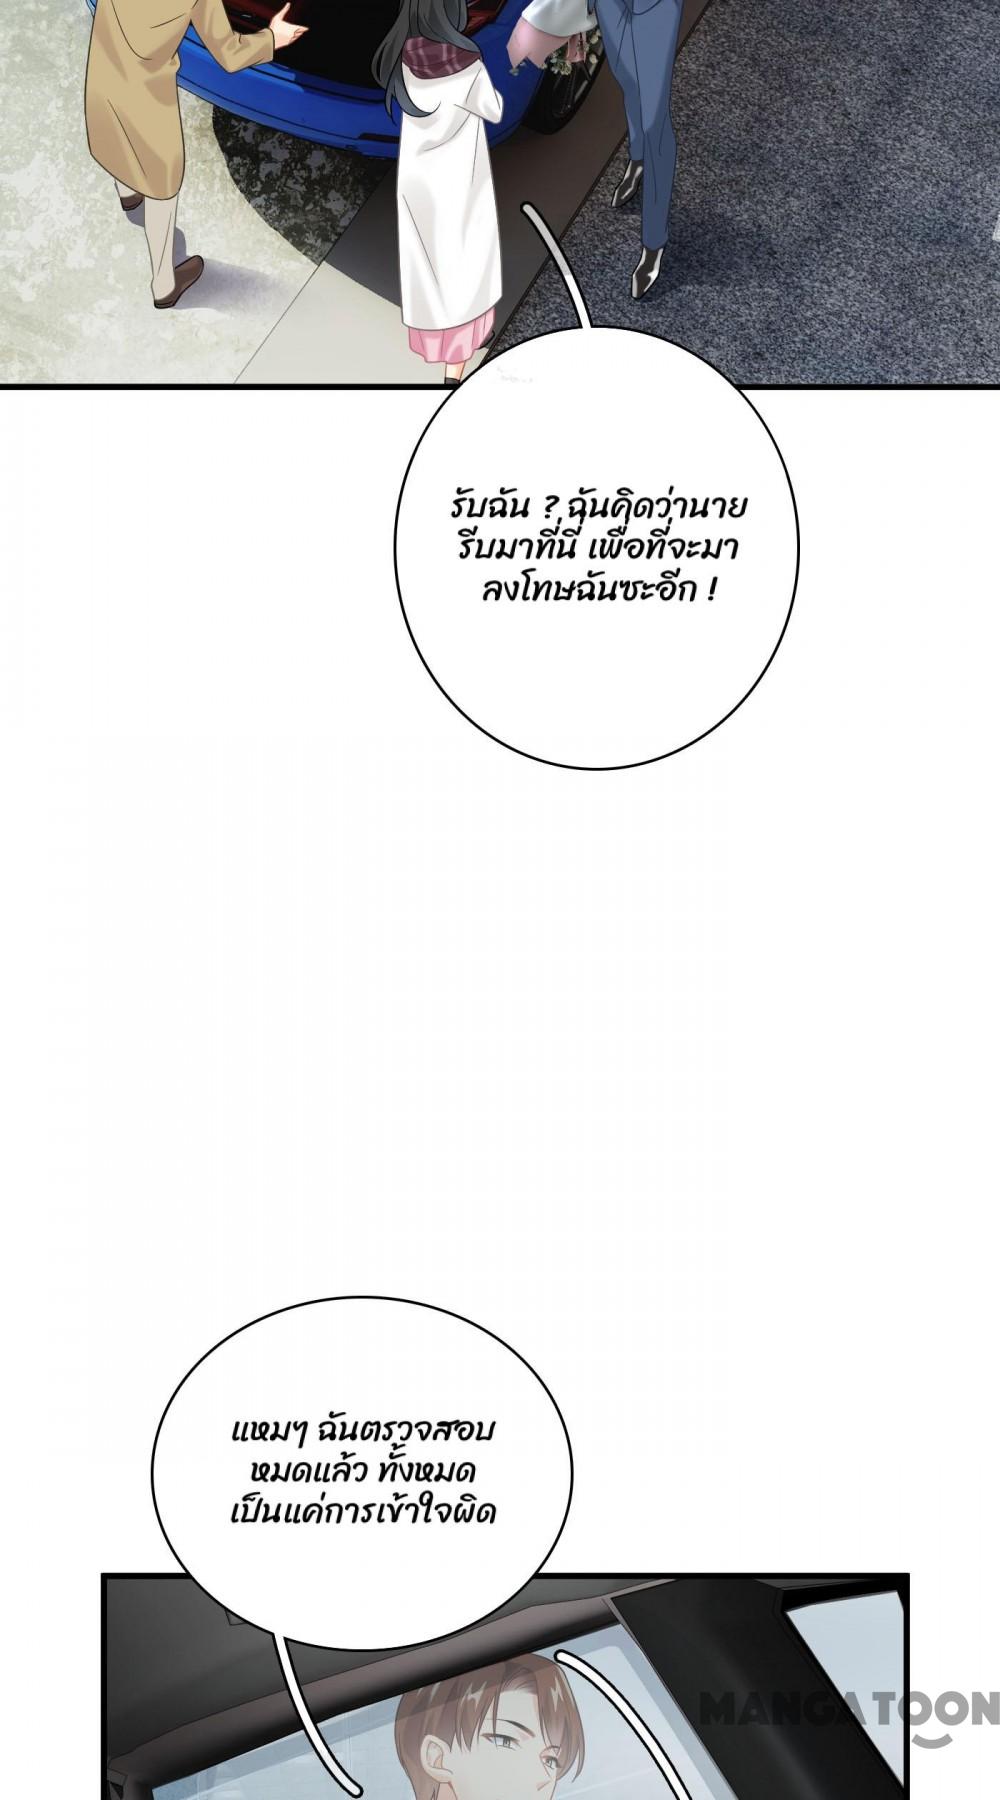 รับฉัน ? ฉันคิดว่านาย
รีบมาที่นี่ เพื่อที่จะมา
ลงโทษฉันซะอีก !
แหมๆ ฉันตรวจสอบ
หมดแล้ว ทั้งหมด
เป็นแค่การเข้าใจผิด
MANGATOON